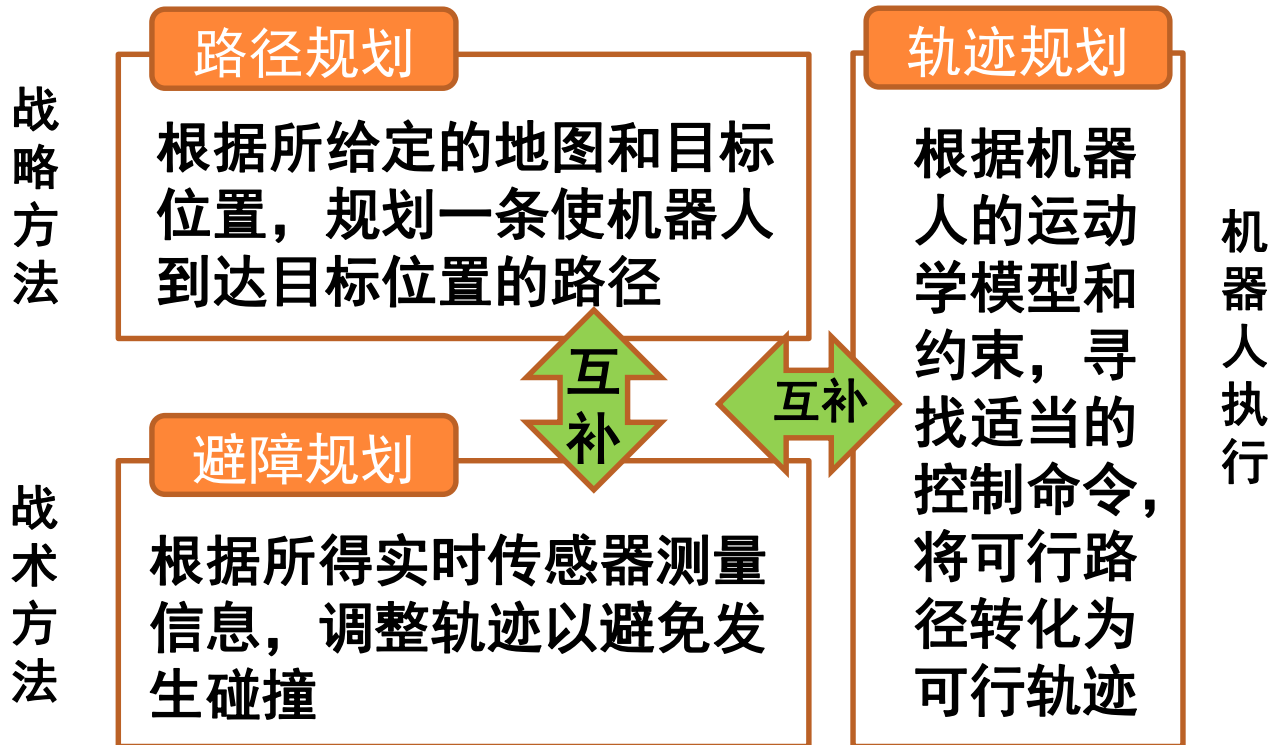 战略方法
路径规划
根据所给定的地图和目标
位置，规划一条使机器人
到达目标位置的路径
互补
战术方法
避障规划
根据所得实时传感器测量
信息，调整轨迹以避免发
生碰撞
互补
轨迹规划
根据机器
人的运动
学模型和
约束，寻
找适当的
控制命令，
将可行路
径转化为
可行轨迹
机器人执行